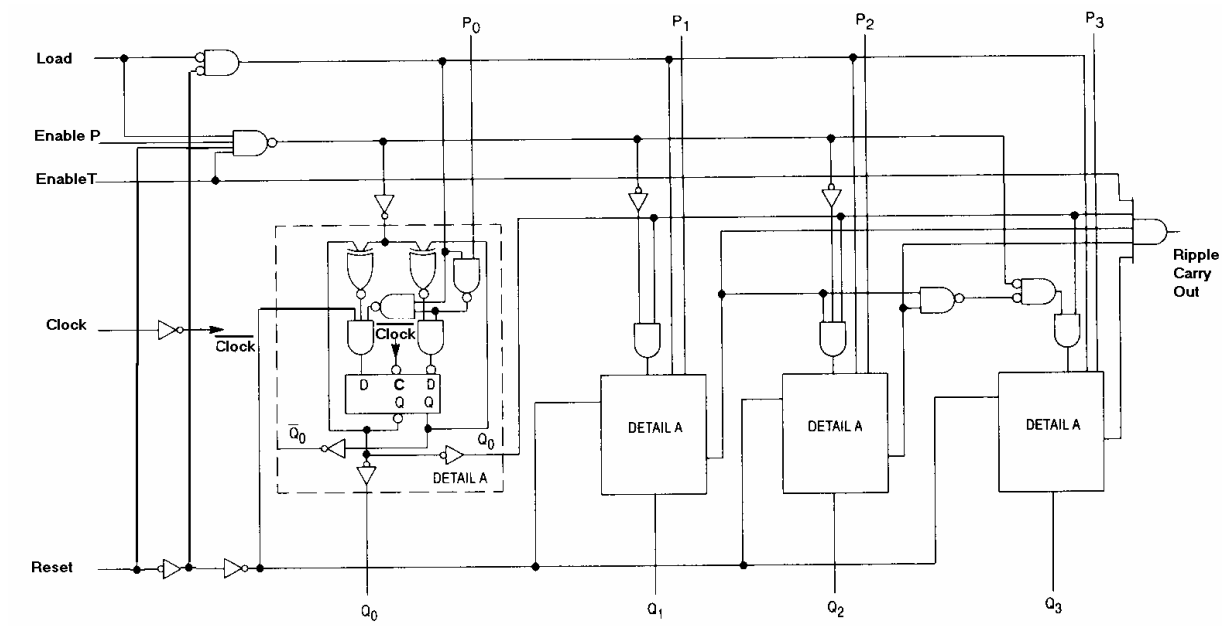 P0
P1
P2
P3
Load
Enable P
EnableT
Ripple
Carry
Out
Clock
Clock
Clock
D
C
D
Q
Q
Q0
Q0
DETAIL A
DETAIL A
DETAIL A
DETAIL A
Reset
Q0
Q1
Q2
Q3